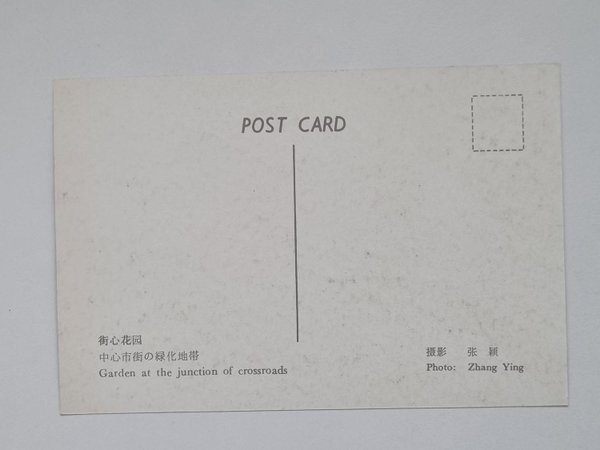 POST CARD
街心花园
中心市街の緑化地帯
Garden at the junction of crossroads
摄影 张 颖
Photo: Zhang Ying